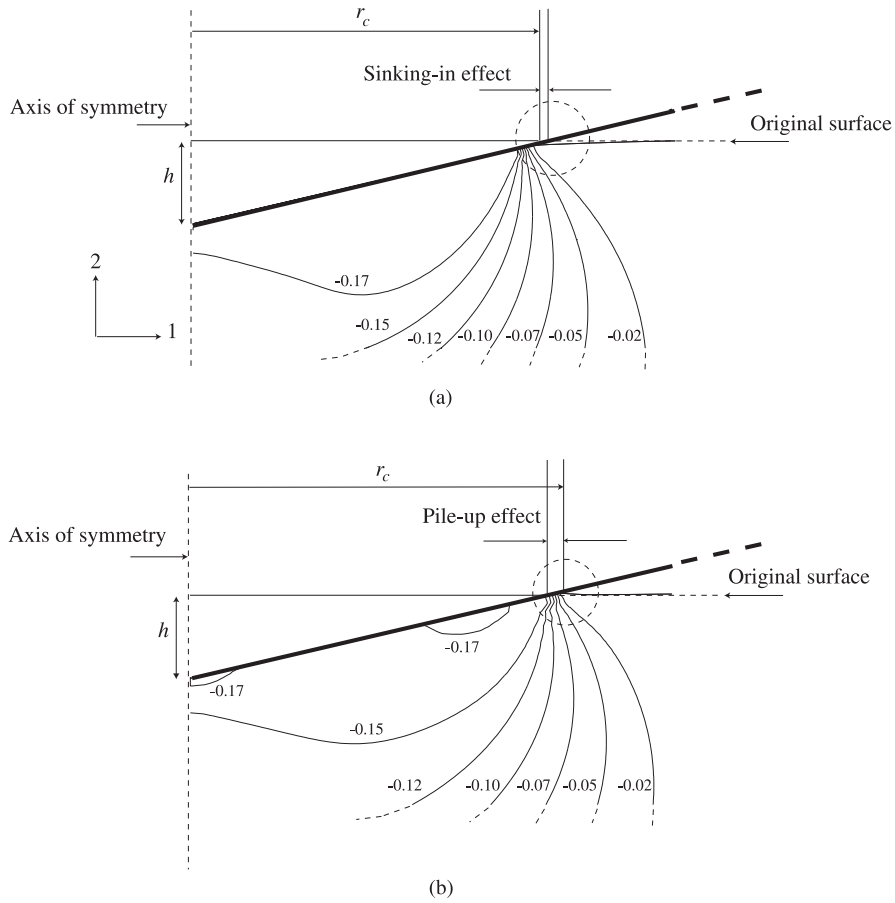 r_c
Sinking-in effect
Axis of symmetry
Original surface
h
2
1
-0.17
-0.15
-0.12
-0.10
-0.07
-0.05
-0.02
(a)
r_c
Pile-up effect
Axis of symmetry
Original surface
h
-0.17
-0.17
-0.15
-0.12
-0.10
-0.07
-0.05
-0.02
(b)